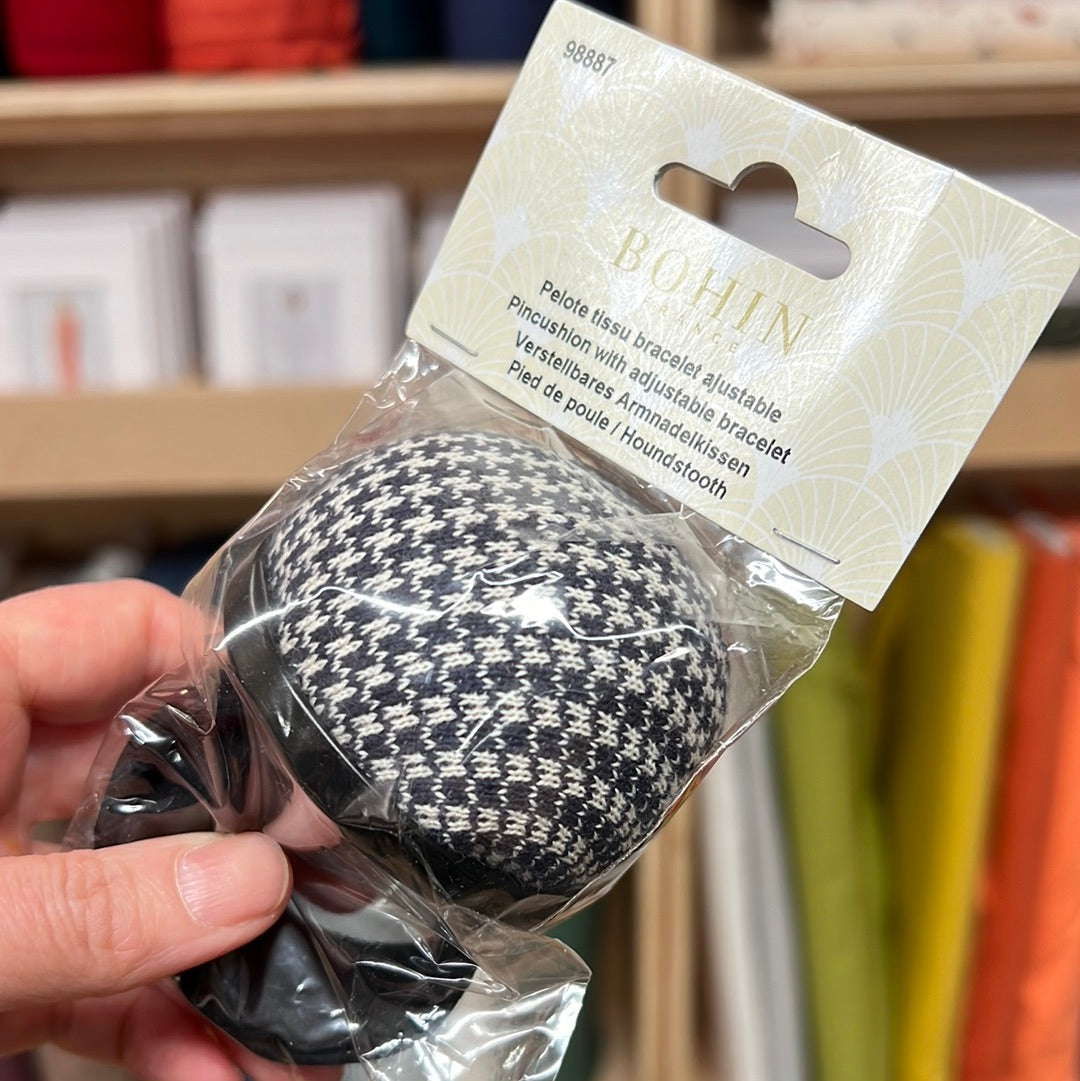 98887
BOHIN
FRANCE
Pelote tissu bracelet ajustable
Pincushion with adjustable bracelet
Verstellbares Armnadelkissen
Pied de poule / Houndstooth